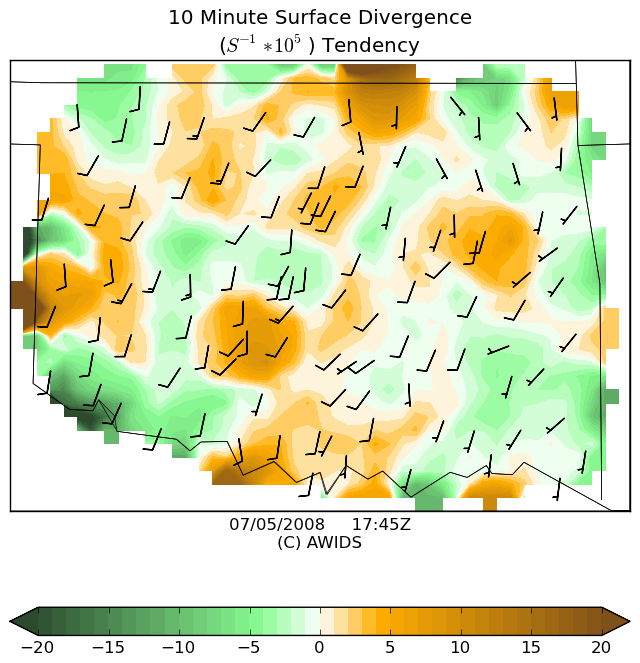 10 Minute Surface Divergence
(S⁻¹ * 10⁵ ) Tendency
07/05/2008 17:45Z
(C) AWIDS
−20 −15 −10 −5 0 5 10 15 20